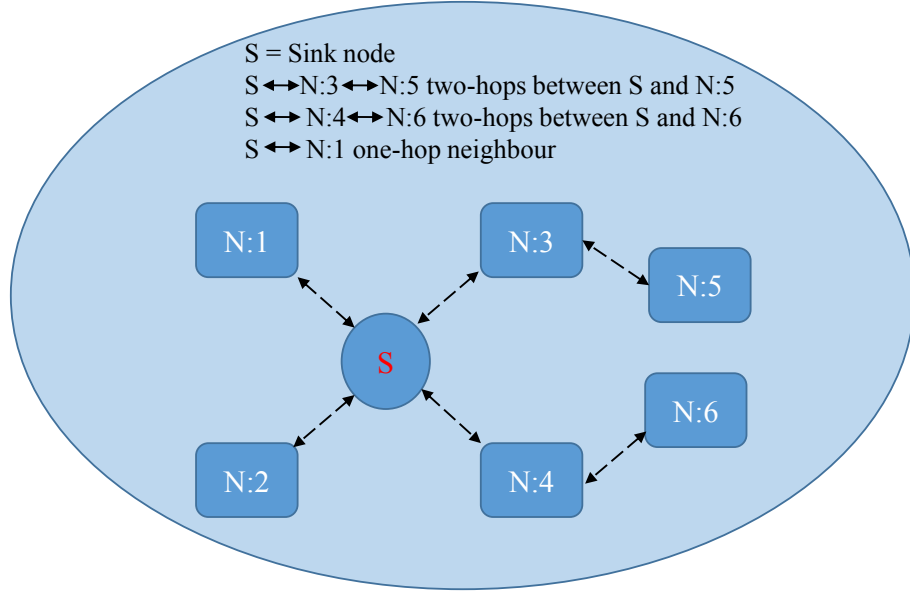 S = Sink node
S ↔ N:3 ↔ N:5 two-hops between S and N:5
S ↔ N:4 ↔ N:6 two-hops between S and N:6
S ↔ N:1 one-hop neighbour
N:1
N:3
N:5
S
N:6
N:2
N:4